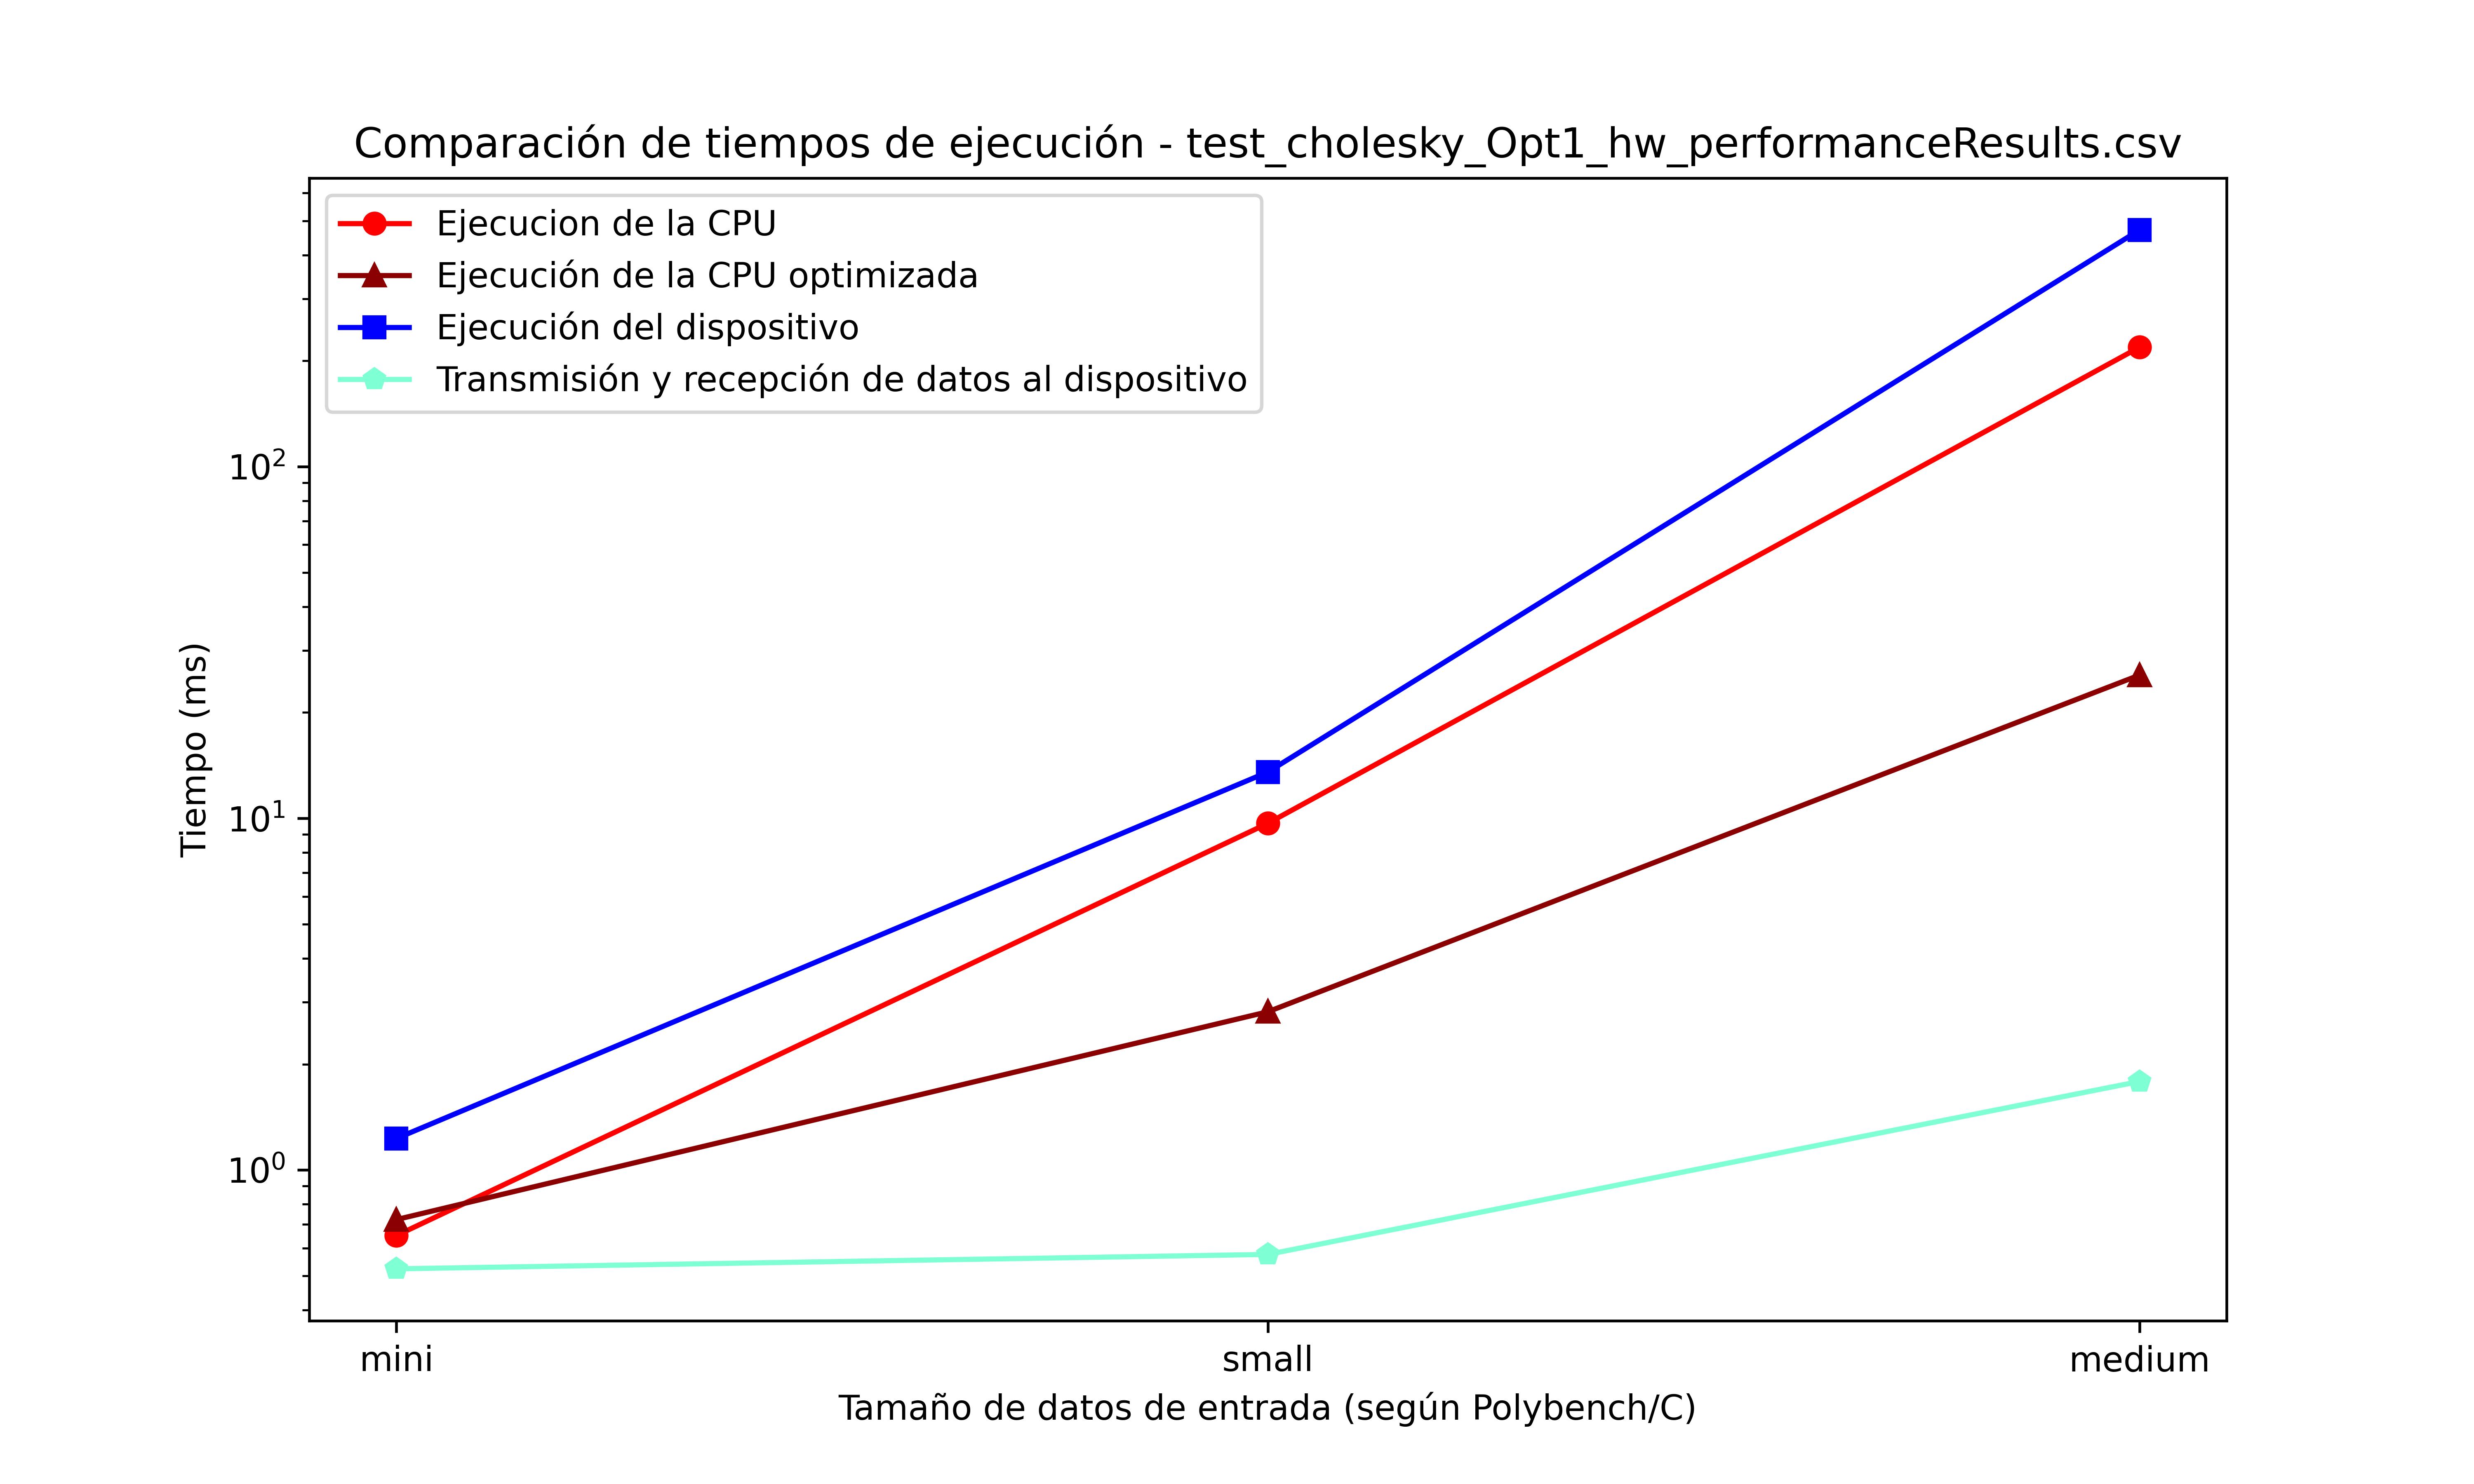 Comparación de tiempos de ejecución - test_cholesky_Opt1_hw_performanceResults.csv
Ejecucion de la CPU
Ejecución de la CPU optimizada
Ejecución del dispositivo
Transmisión y recepción de datos al dispositivo
Tiempo (ms)
10²
10¹
10⁰
mini small medium
Tamaño de datos de entrada (según Polybench/C)